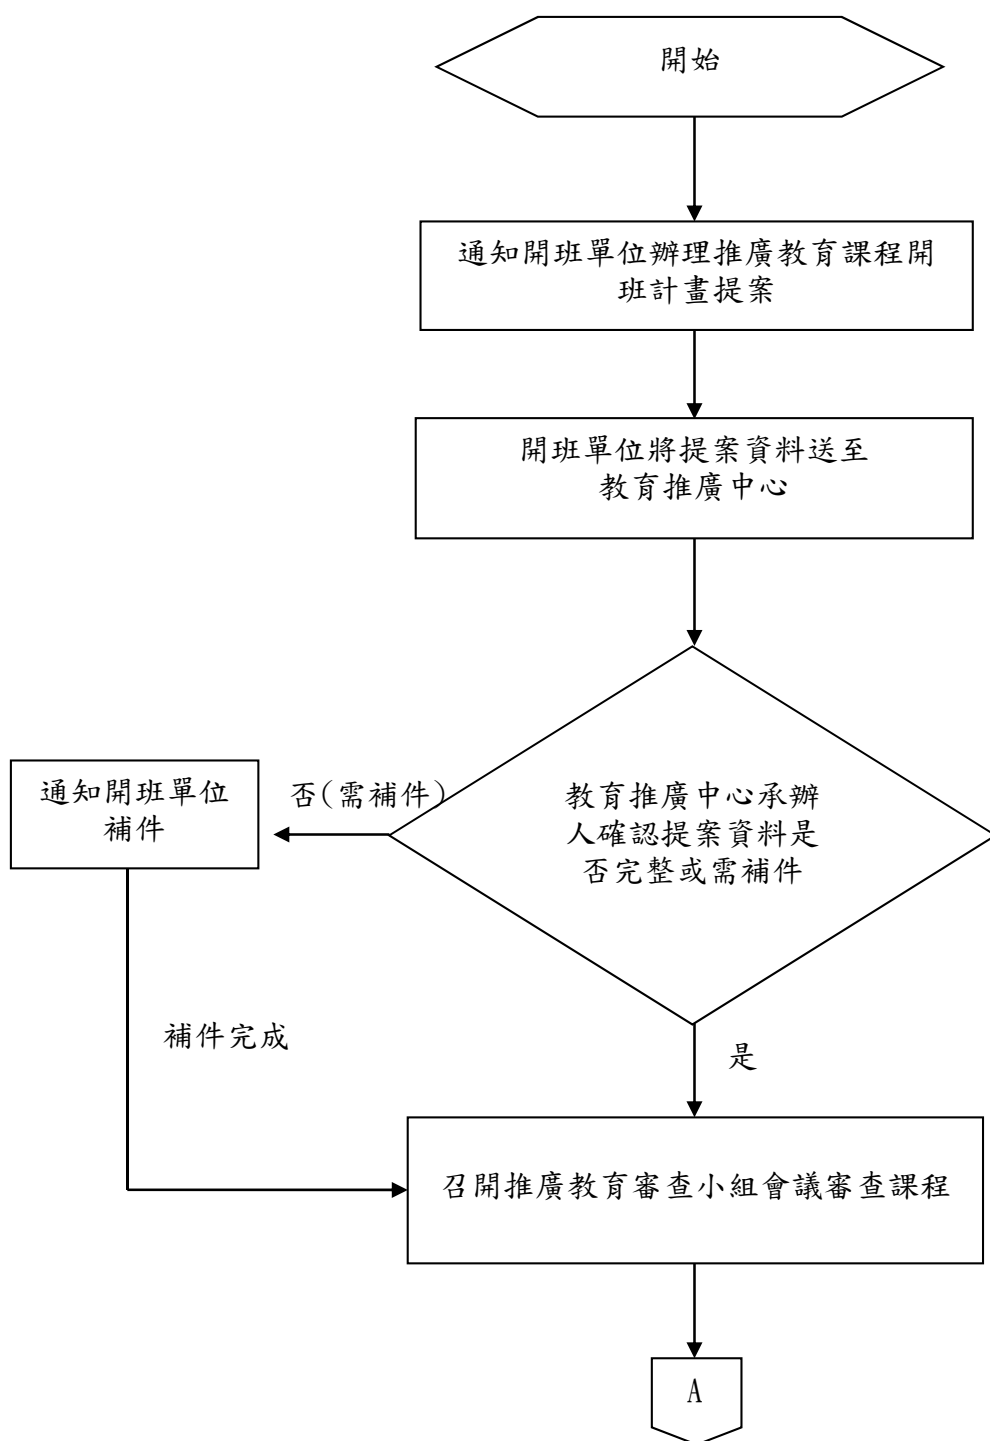 開始
通知開班單位辦理推廣教育課程開
班計畫提案
開班單位將提案資料送至
教育推廣中心
通知開班單位
補件
否(需補件)
教育推廣中心承辦
人確認提案資料是
否完整或需補件
補件完成
是
召開推廣教育審查小組會議審查課程
A